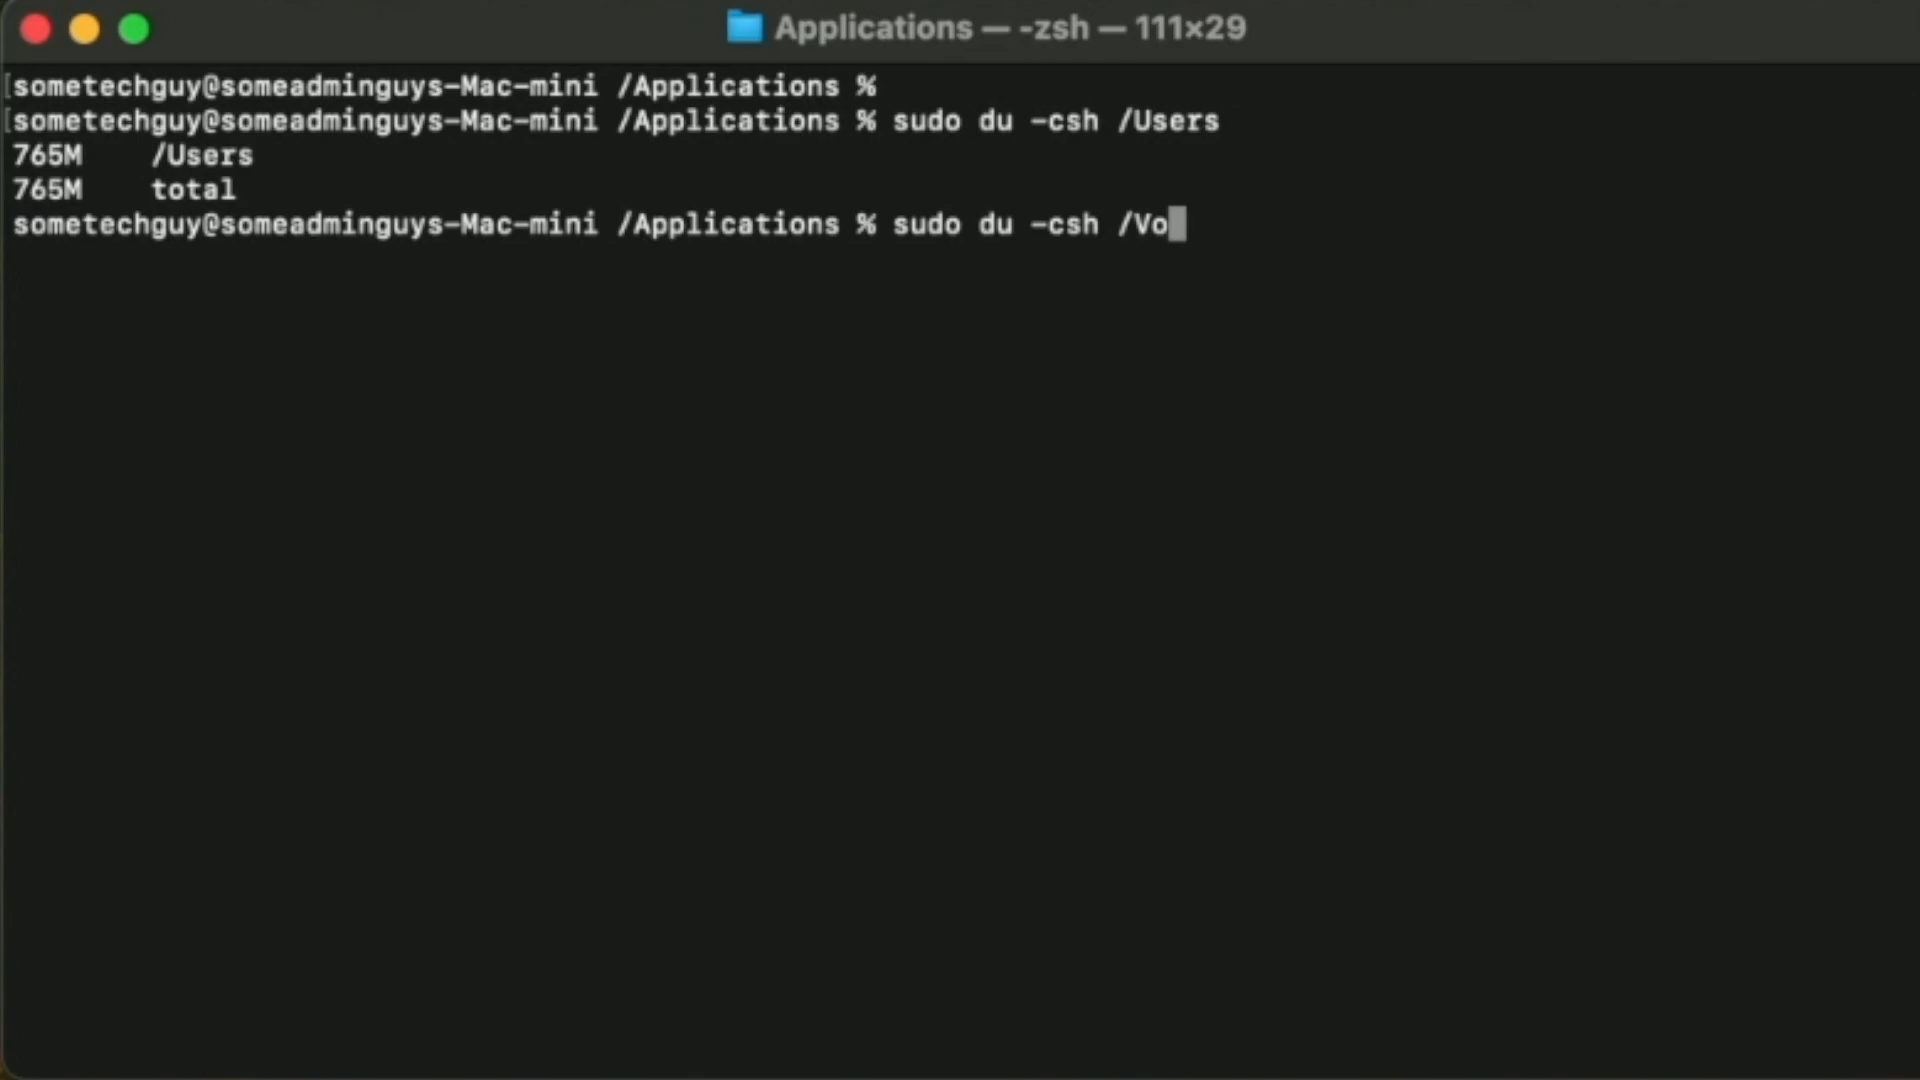 Applications — -zsh — 111×29
[sometechguy@someadminguys-Mac-mini /Applications %
[sometechguy@someadminguys-Mac-mini /Applications % sudo du -csh /Users
765M    /Users
765M    total
sometechguy@someadminguys-Mac-mini /Applications % sudo du -csh /Vo